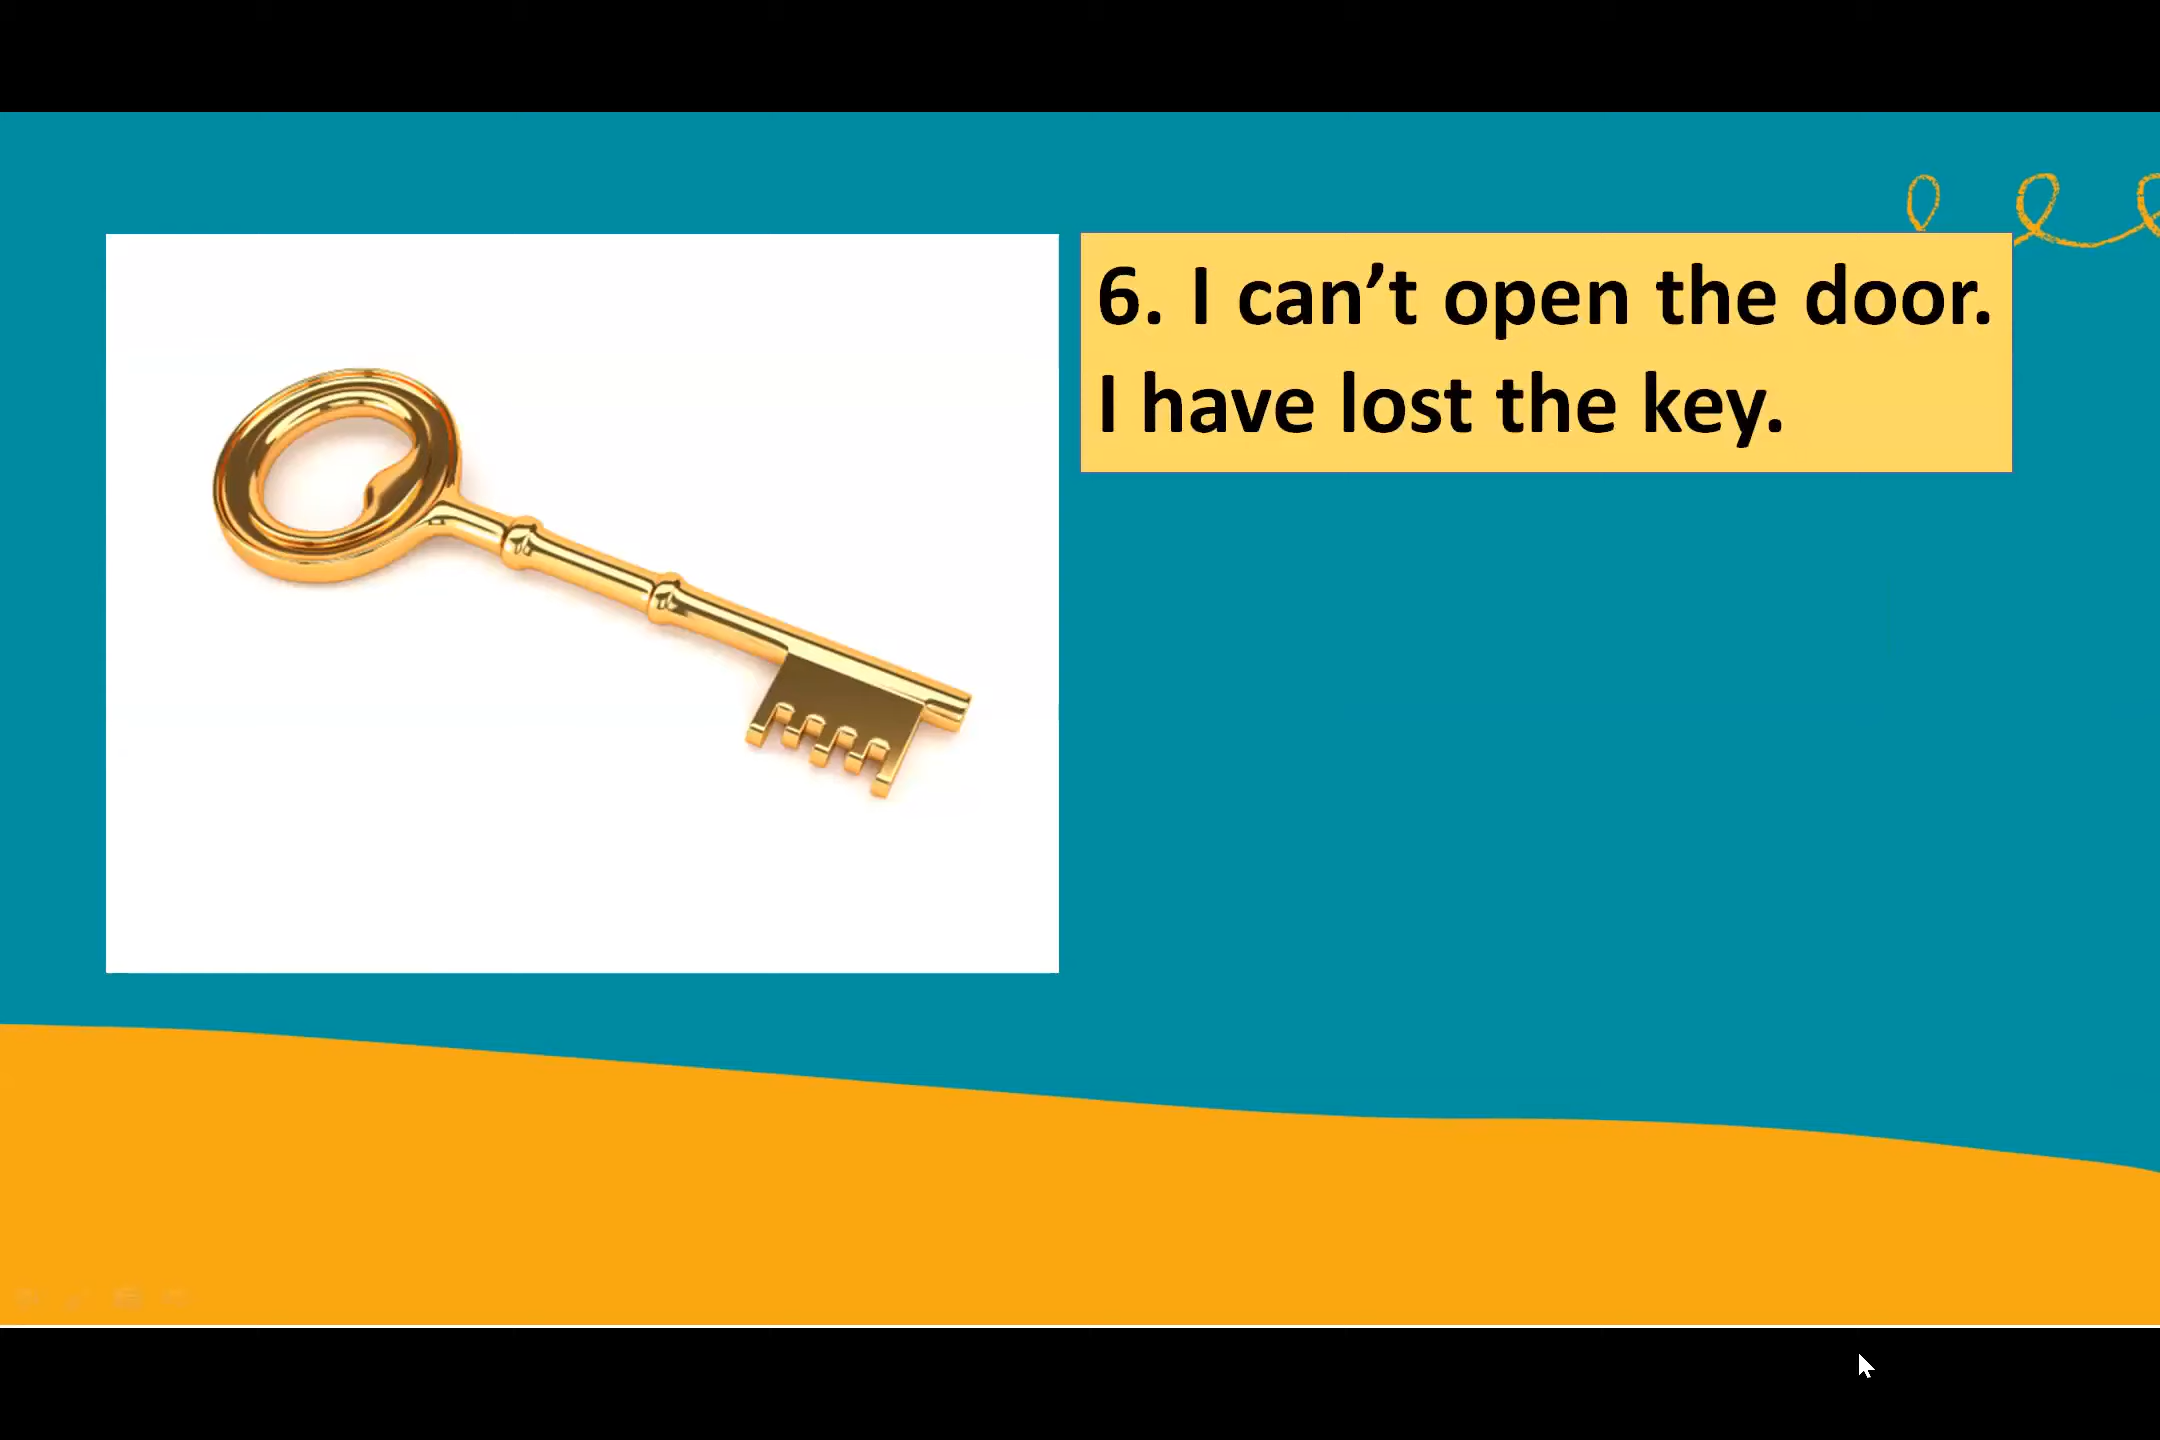 6. I can’t open the door.
I have lost the key.